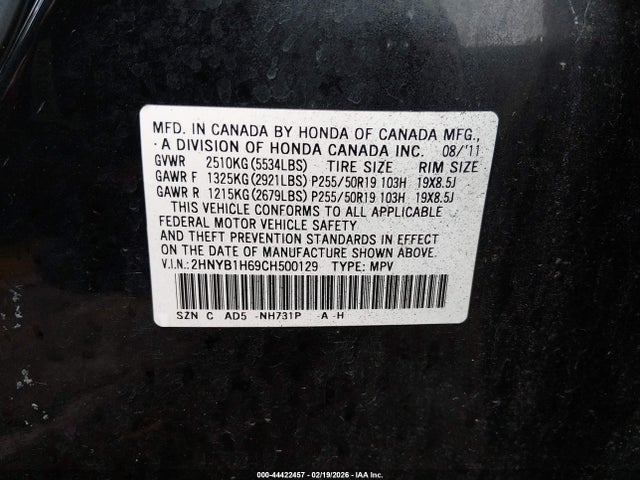 MFD. IN CANADA BY HONDA OF CANADA MFG.,
A DIVISION OF HONDA CANADA INC. 08/'11
GVWR 2510KG(5534LBS) TIRE SIZE RIM SIZE
GAWR F 1325KG(2921LBS) P255/50R19 103H 19X8.5J
GAWR R 1215KG(2679LBS) P255/50R19 103H 19X8.5J
THIS VEHICLE CONFORMS TO ALL APPLICABLE
FEDERAL MOTOR VEHICLE SAFETY
AND THEFT PREVENTION STANDARDS IN EFFECT
ON THE DATE OF MANUFACTURE SHOWN ABOVE.
V.I.N.: 2HNYB1H69CH500129 TYPE: MPV
SZN C AD5 -NH731P -A -H
000-44422457 - 02/19/2026 - IAA Inc.